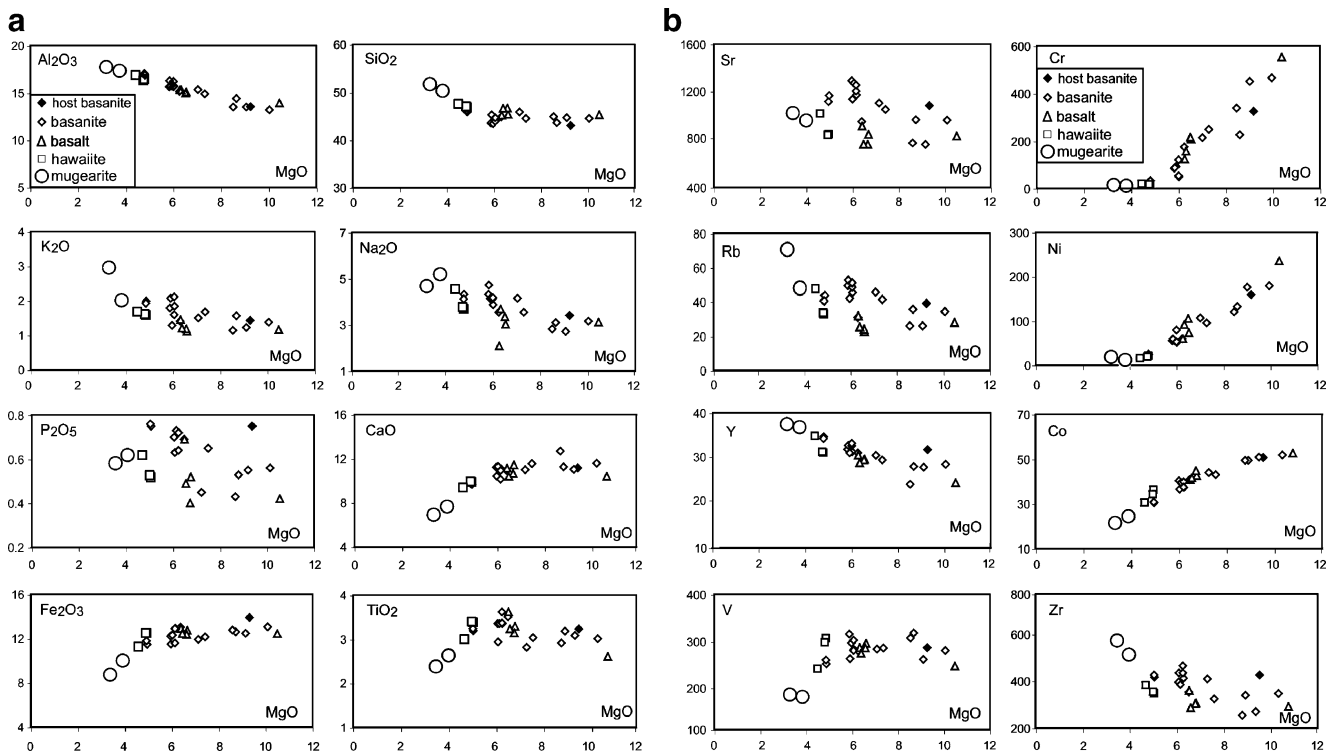 a
Al2O3
20
15
10
5
0 2 4 6 8 10 12
host basanite
basanite
basalt
hawaiite
mugearite
MgO
SiO2
60
50
40
30
0 2 4 6 8 10 12
MgO
K2O
4
3
2
1
0
0 2 4 6 8 10 12
MgO
Na2O
7
5
3
1
0 2 4 6 8 10 12
MgO
P2O5
0.8
0.6
0.4
0.2
0 2 4 6 8 10 12
MgO
CaO
16
12
8
4
0 2 4 6 8 10 12
MgO
Fe2O3
16
12
8
4
0 2 4 6 8 10 12
MgO
TiO2
4
3
2
1
0 2 4 6 8 10 12
MgO
b
Sr
1600
1200
800
400
0 2 4 6 8 10 12
MgO
Cr
600
400
200
0
0 2 4 6 8 10 12
host basanite
basanite
basalt
hawaiite
mugearite
MgO
Rb
80
60
40
20
0
0 2 4 6 8 10 12
MgO
Ni
300
200
100
0
0 2 4 6 8 10 12
MgO
Y
40
30
20
10
0 2 4 6 8 10 12
MgO
Co
70
50
30
10
0 2 4 6 8 10 12
MgO
V
400
300
200
100
0 2 4 6 8 10 12
MgO
Zr
800
600
400
200
0 2 4 6 8 10 12
MgO